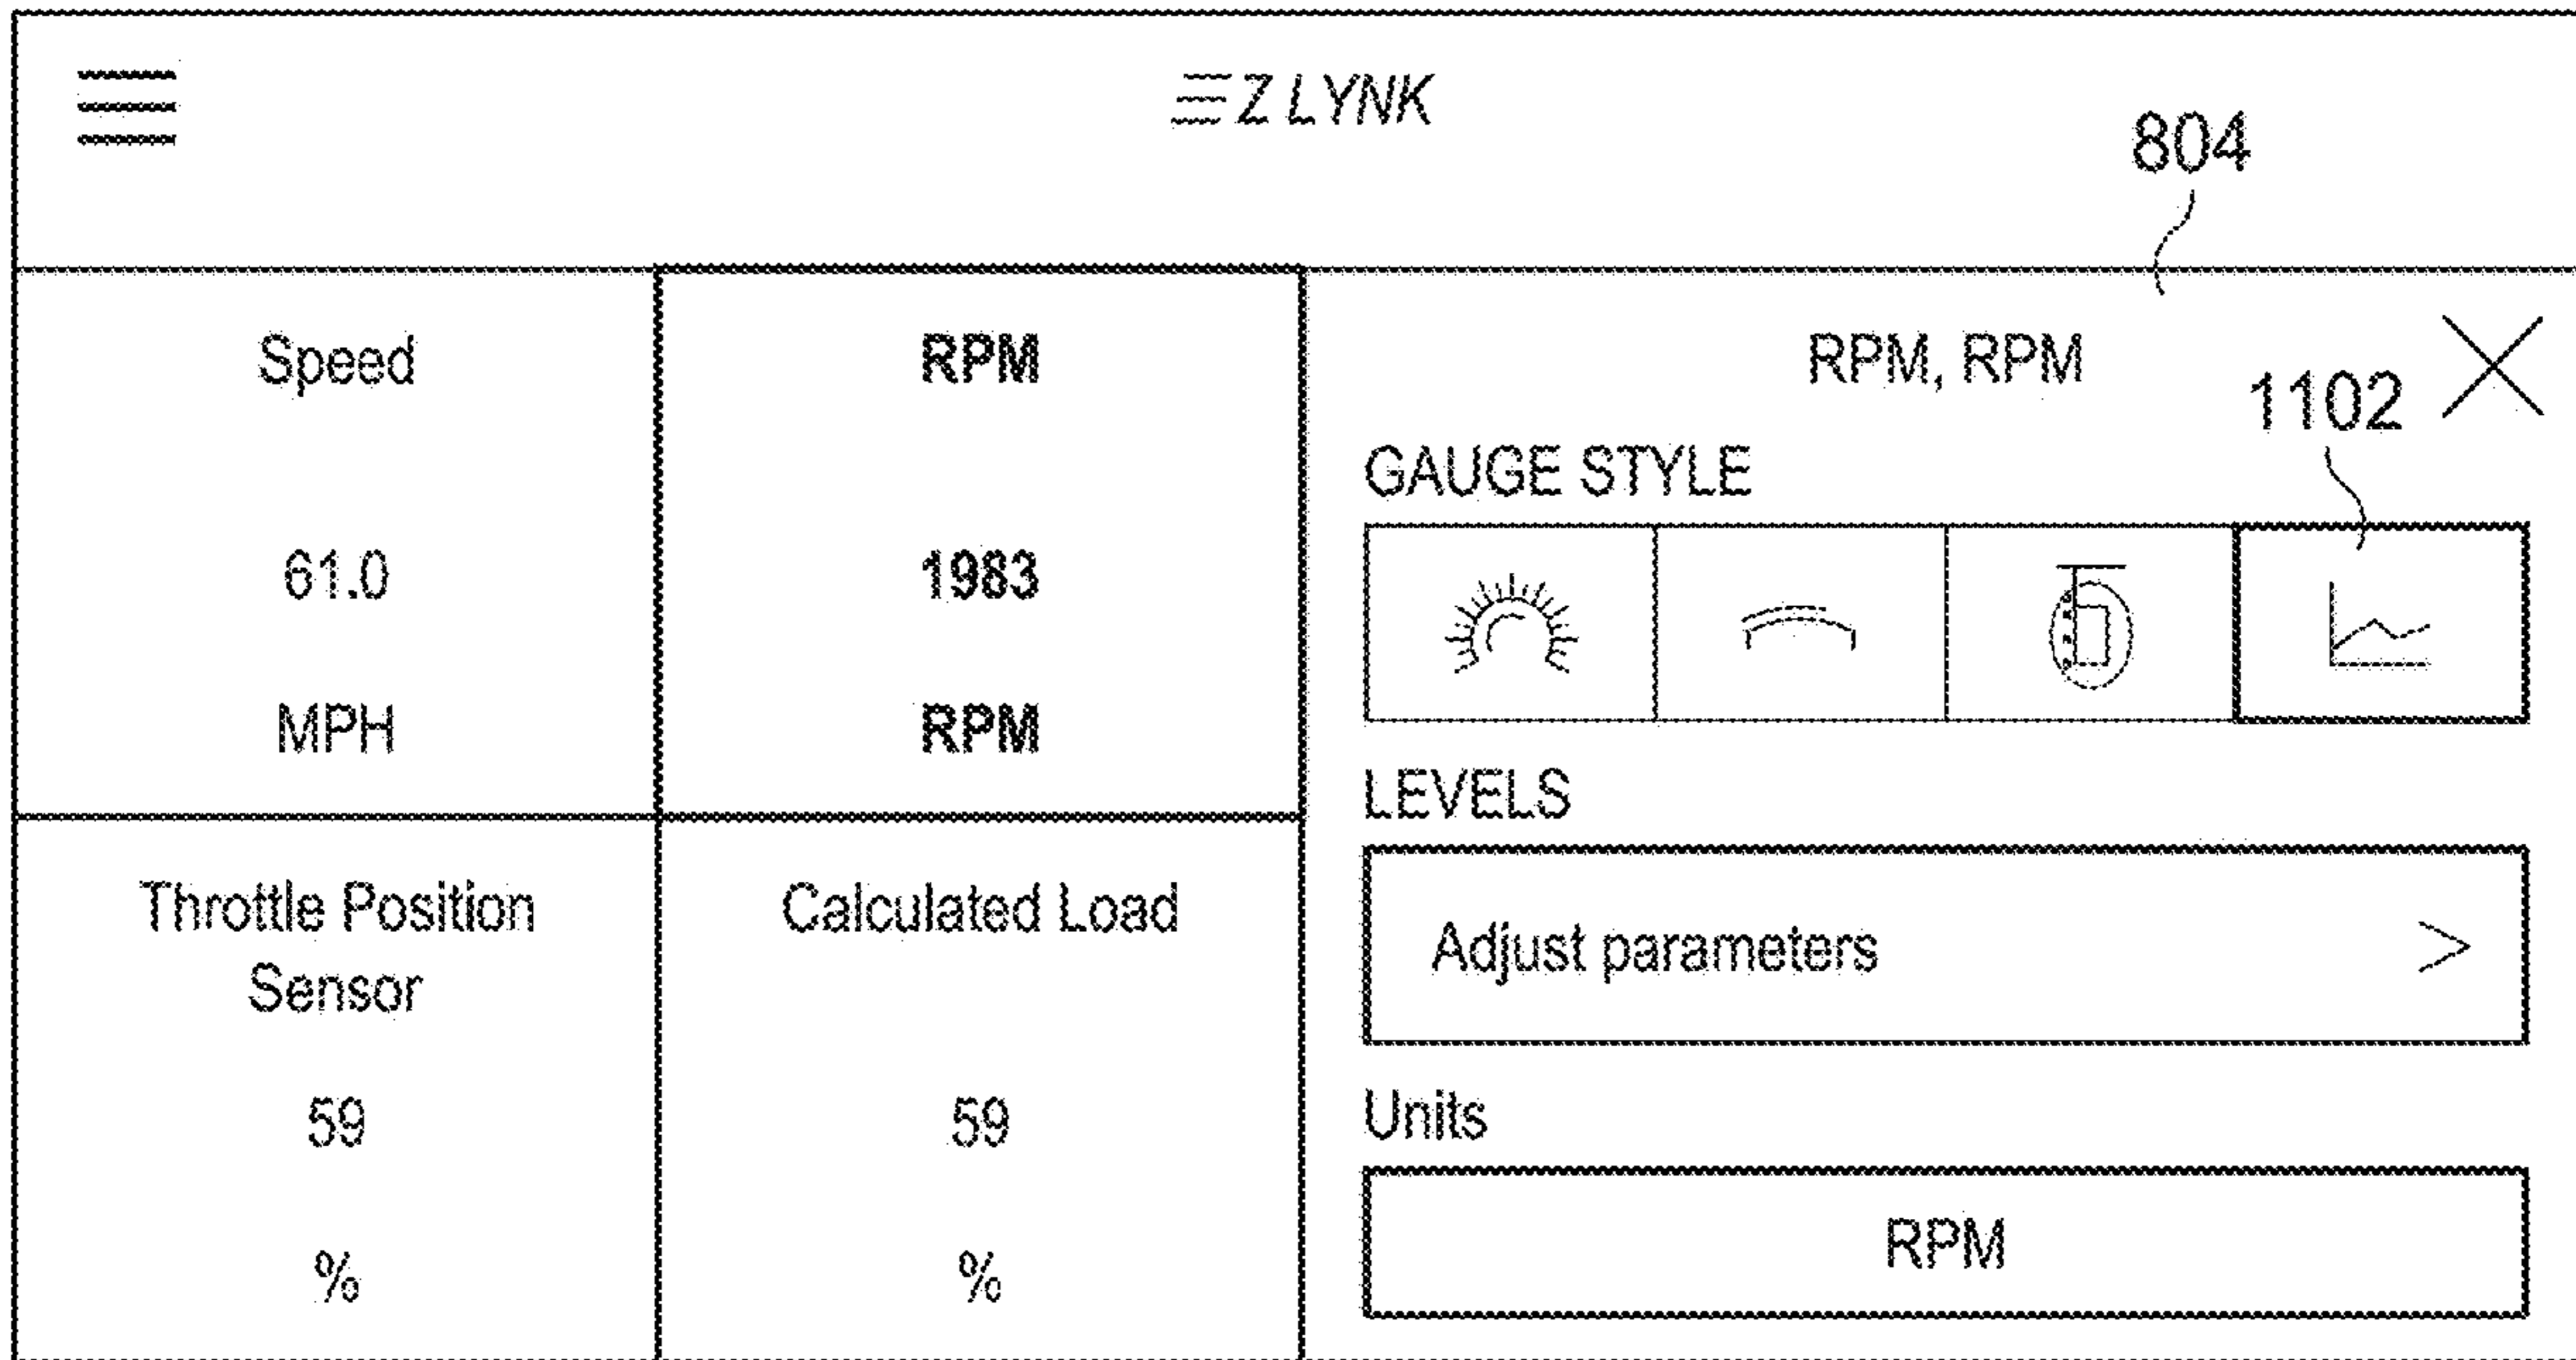 EZ LYNK
804
Speed
61.0
MPH
RPM
1983
RPM
Throttle Position
Sensor
59
%
Calculated Load
59
%
RPM, RPM
1102
GAUGE STYLE
LEVELS
Adjust parameters >
Units
RPM